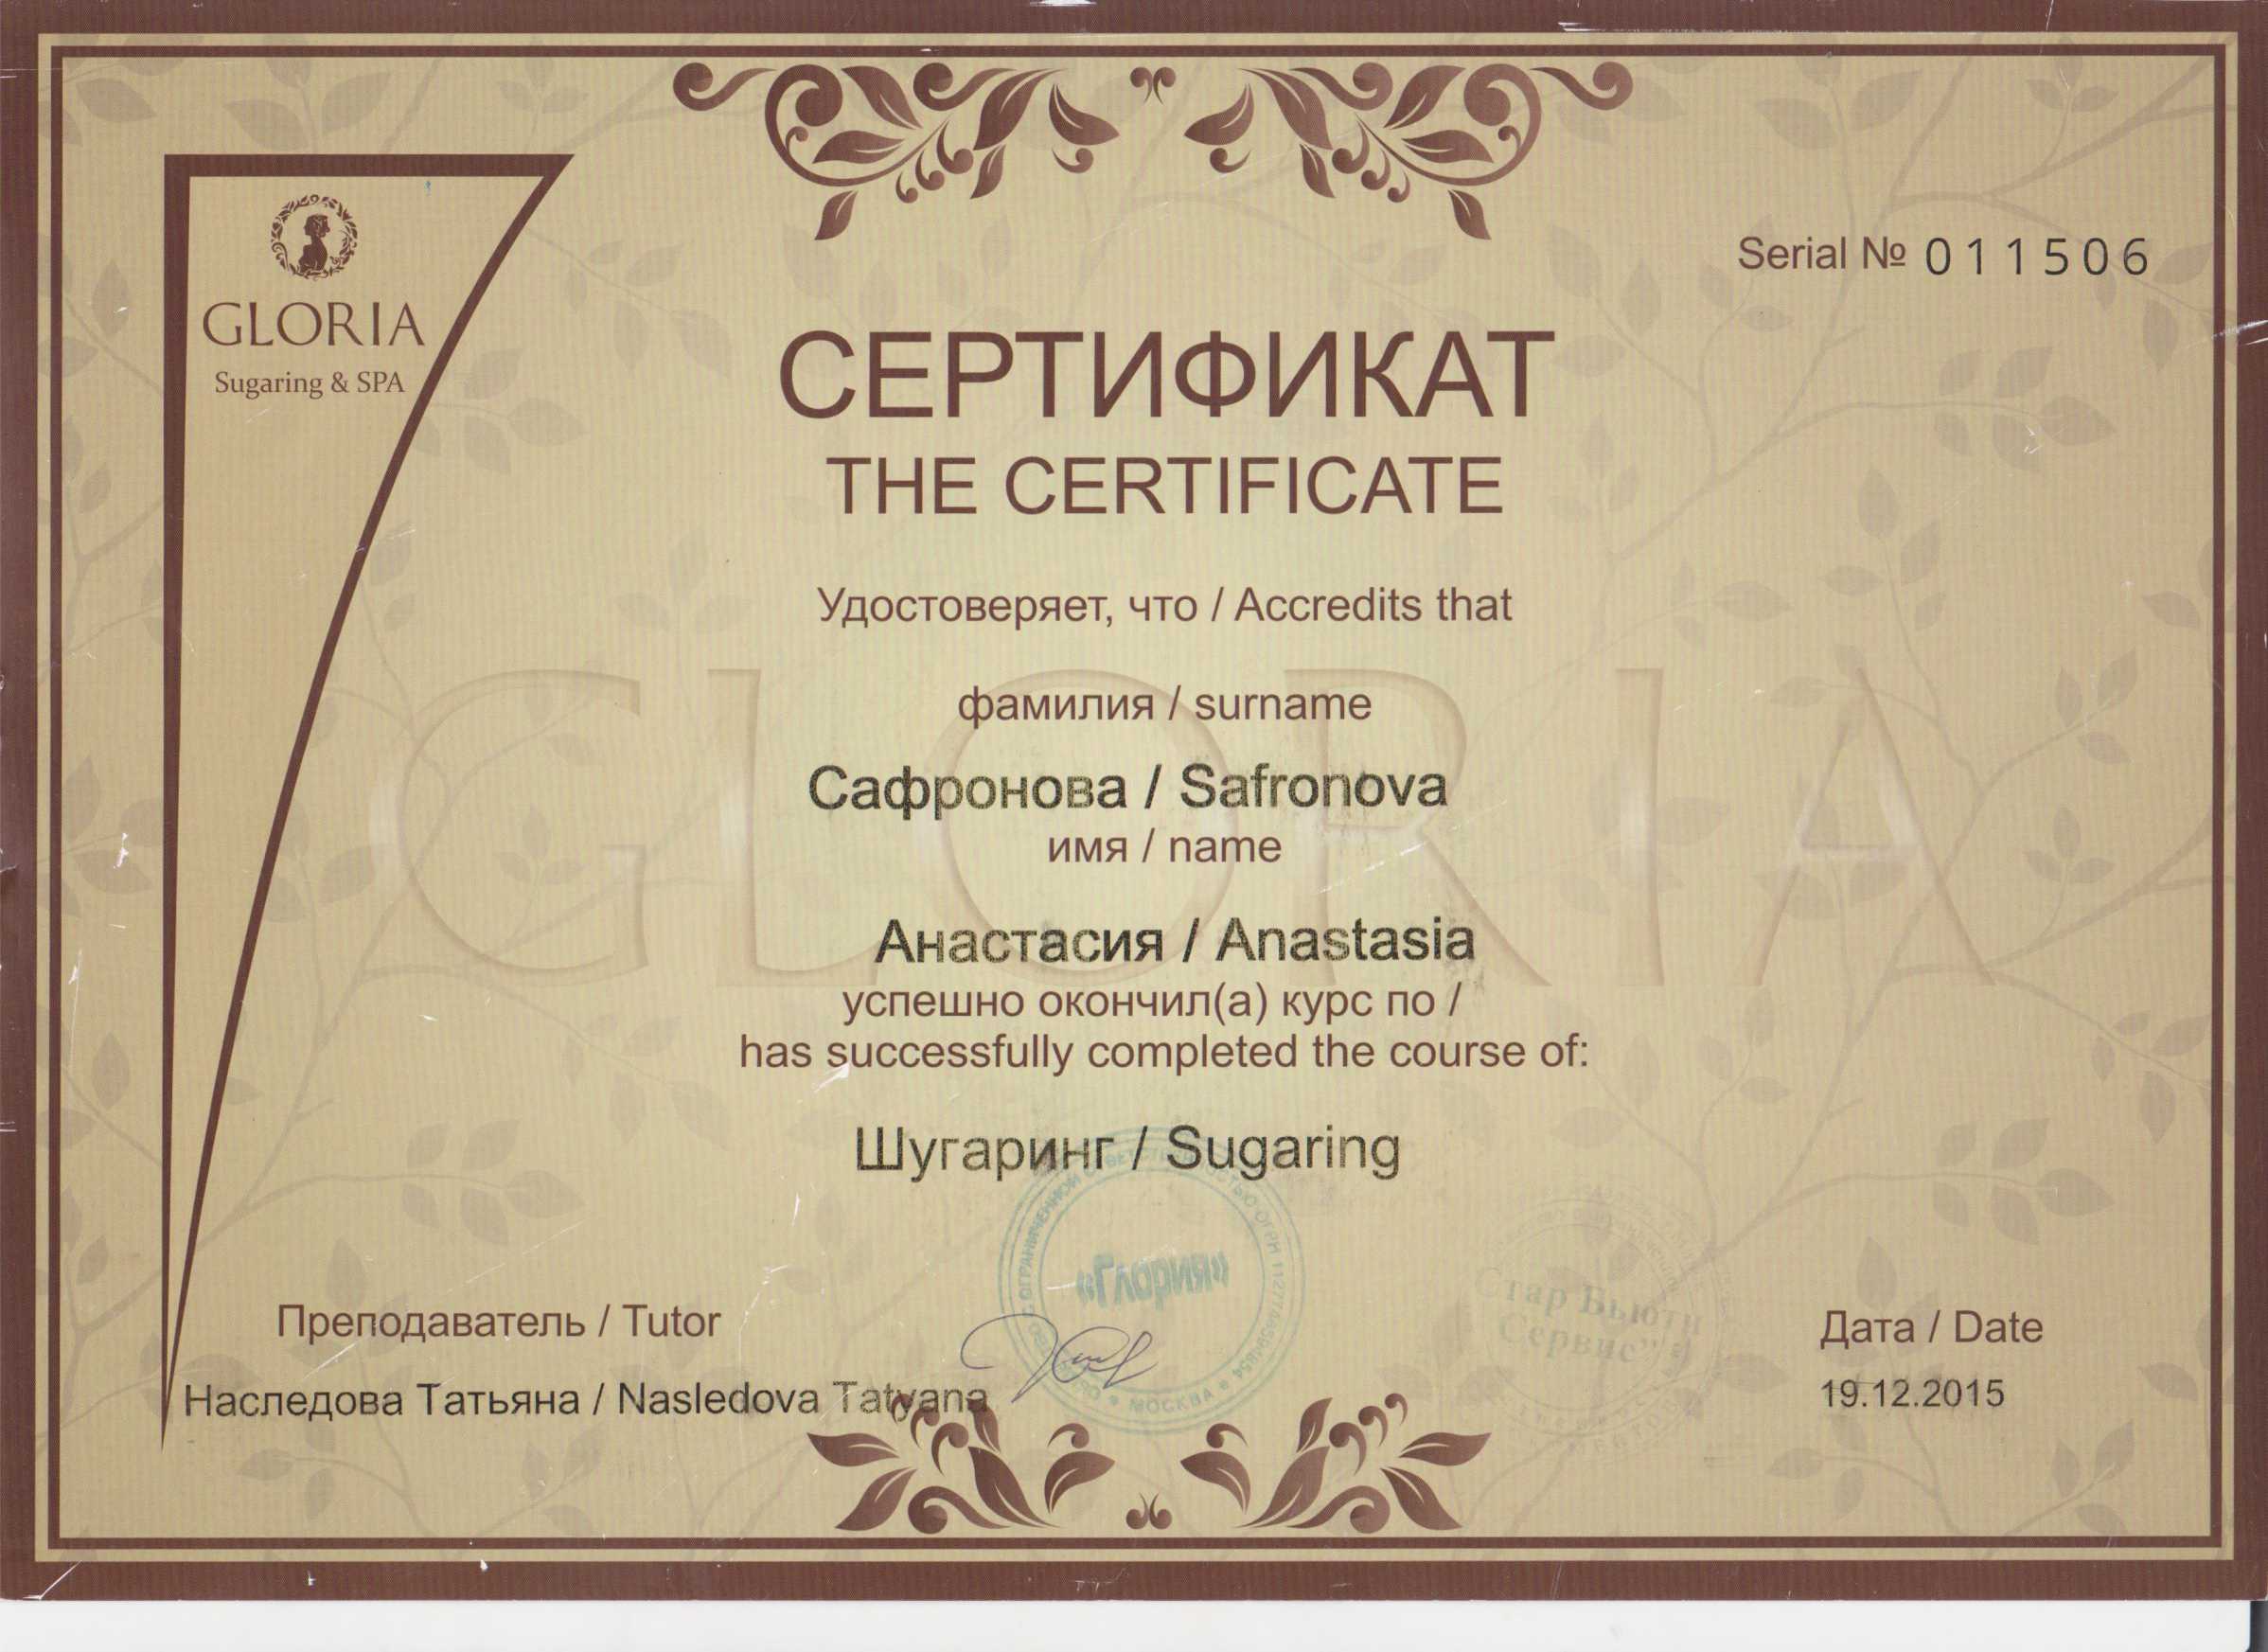 GLORIA
Sugaring & SPA
Serial № 011506
СЕРТИФИКАТ
THE CERTIFICATE
Удостоверяет, что / Accredits that
фамилия / surname
Сафронова / Safronova
имя / name
Анастасия / Anastasia
успешно окончил(а) курс по /
has successfully completed the course of:
Шугаринг / Sugaring
GLORIA
«Глория»
МОСКВА
Стар Бьюти
Сервис"
Преподаватель / Tutor
Наследова Татьяна / Nasledova Tatyana
Дата / Date
19.12.2015